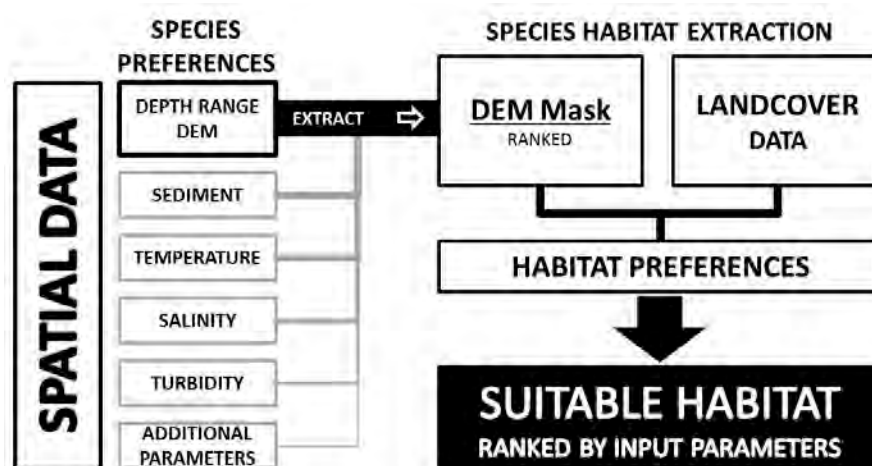 SPECIES
PREFERENCES
SPATIAL DATA
DEPTH RANGE
DEM
EXTRACT
SEDIMENT
TEMPERATURE
SALINITY
TURBIDITY
ADDITIONAL
PARAMETERS
SPECIES HABITAT EXTRACTION
DEM Mask
RANKED
LANDCOVER
DATA
HABITAT PREFERENCES
SUITABLE HABITAT
RANKED BY INPUT PARAMETERS